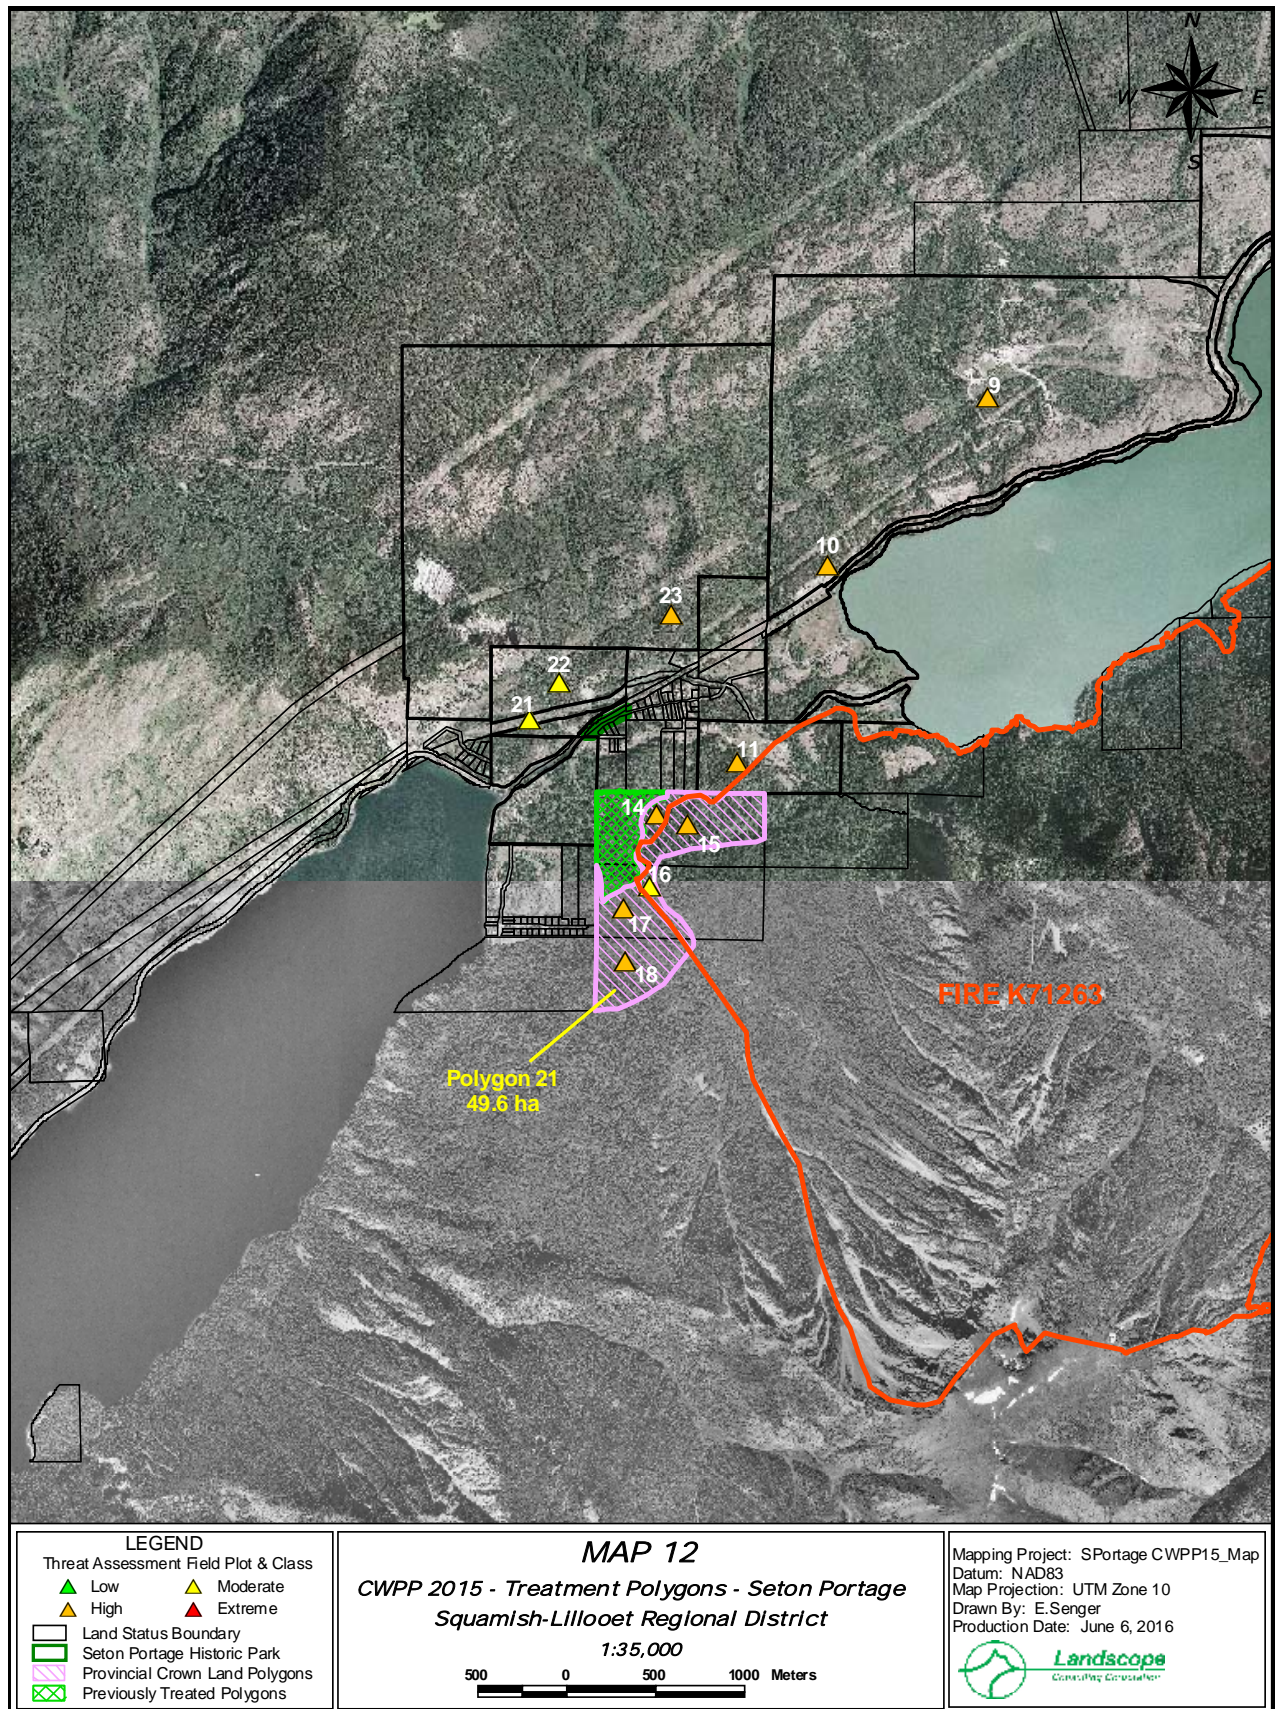 N
W
E
S
9
10
23
22
21
11
14
15
16
17
18
FIRE K71263
Polygon 21
49.6 ha
LEGEND
Threat Assessment Field Plot & Class
Low
Moderate
High
Extreme
Land Status Boundary
Seton Portage Historic Park
Provincial Crown Land Polygons
Previously Treated Polygons
MAP 12
CWPP 2015 - Treatment Polygons - Seton Portage
Squamish-Lillooet Regional District
1:35,000
500 0 500 1000 Meters
Mapping Project: SPortage CWPP15_Map
Datum: NAD83
Map Projection: UTM Zone 10
Drawn By: E.Senger
Production Date: June 6, 2016
Landscope
Consulting Corporation